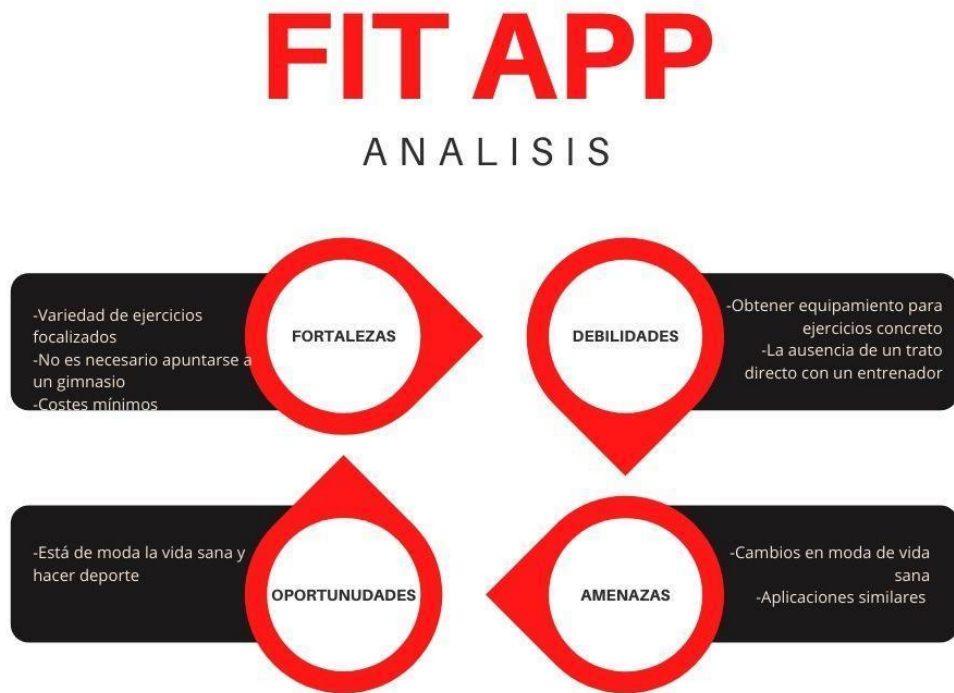 FIT APP
ANALISIS
-Variedad de ejercicios
focalizados
-No es necesario apuntarse a
un gimnasio
-Costes mínimos
FORTALEZAS
DEBILIDADES
-Obtener equipamiento para
ejercicios concreto
-La ausencia de un trato
directo con un entrenador
-Está de moda la vida sana y
hacer deporte
OPORTUNUDADES
AMENAZAS
-Cambios en moda de vida
sana
-Aplicaciones similares